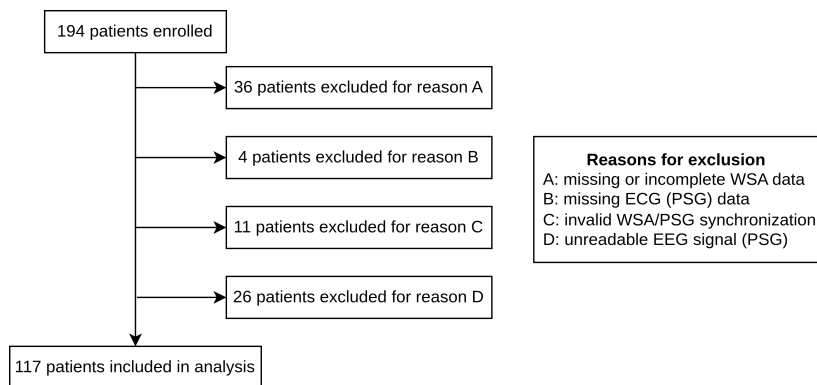 194 patients enrolled
36 patients excluded for reason A
4 patients excluded for reason B
11 patients excluded for reason C
26 patients excluded for reason D
117 patients included in analysis
Reasons for exclusion
A: missing or incomplete WSA data
B: missing ECG (PSG) data
C: invalid WSA/PSG synchronization
D: unreadable EEG signal (PSG)